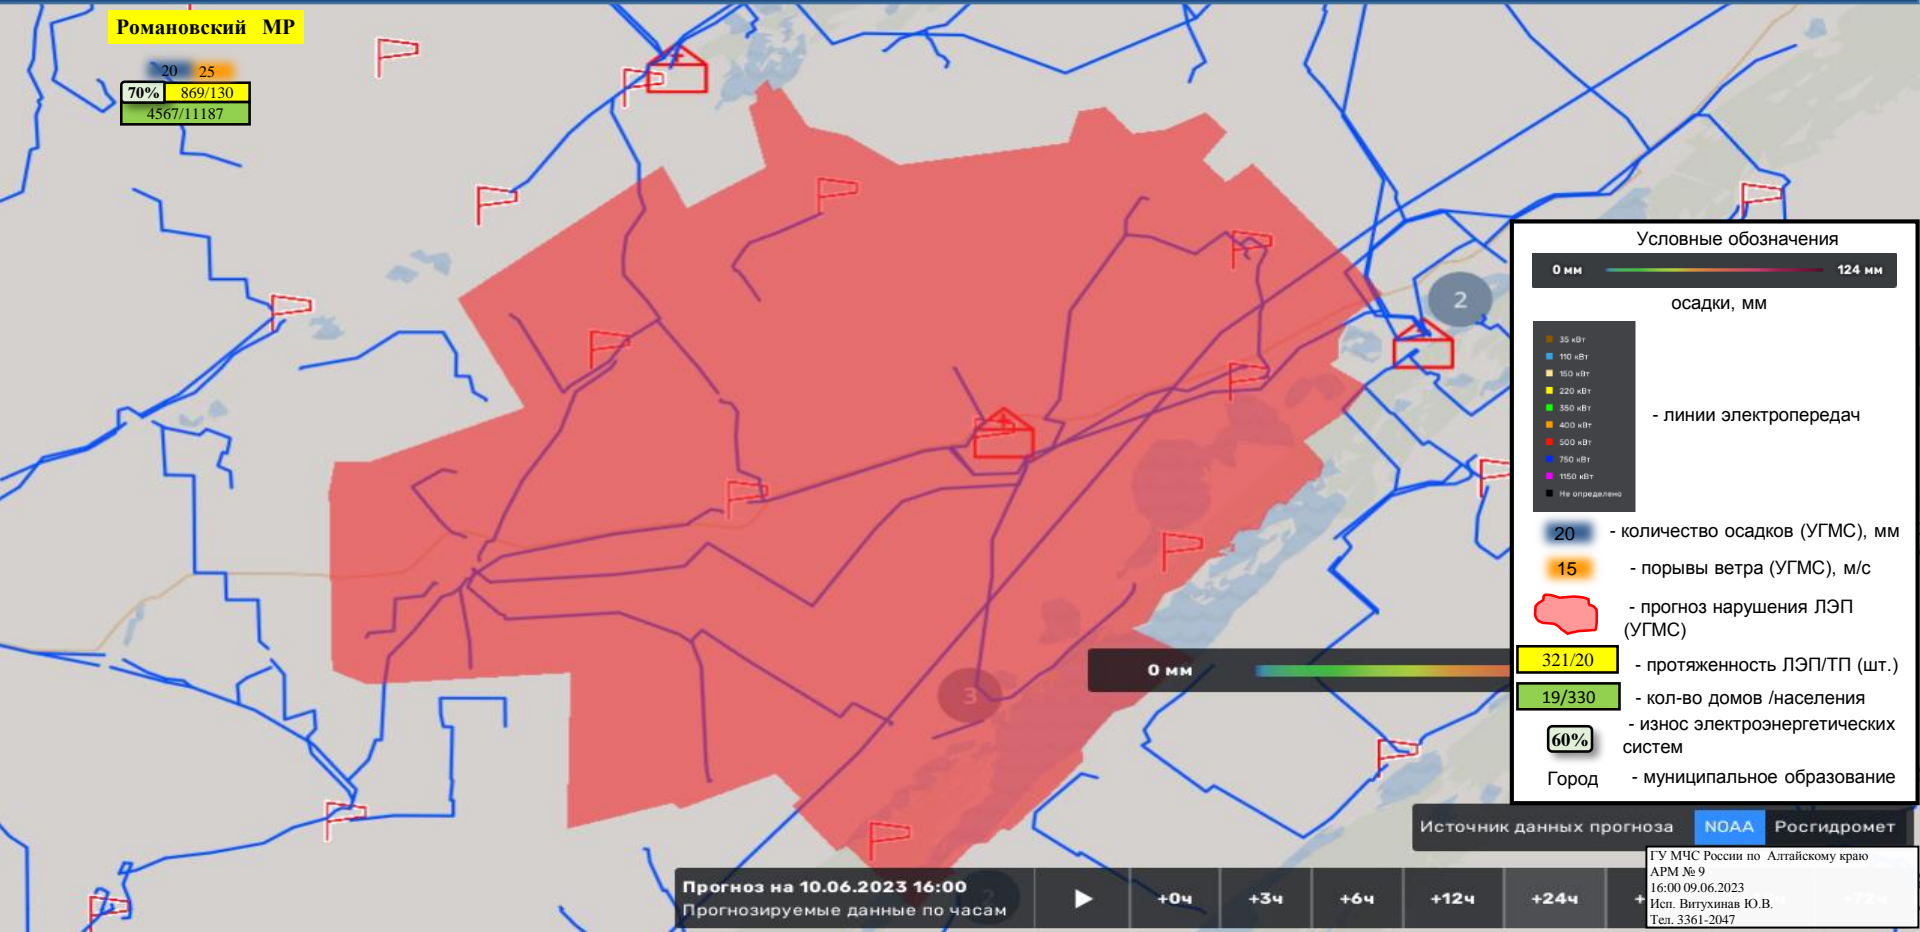 Романовский МР
20 25
70% 869/130
4567/11187
2
3
2
Условные обозначения
0 мм 124 мм
осадки, мм
35 кВт
110 кВт
150 кВт
220 кВт
350 кВт
400 кВт
500 кВт
750 кВт
1150 кВт
Не определено
- линии электропередач
20 - количество осадков (УГМС), мм
15 - порывы ветра (УГМС), м/с
- прогноз нарушения ЛЭП
(УГМС)
321/20 - протяженность ЛЭП/ТП (шт.)
19/330 - кол-во домов /населения
60% - износ электроэнергетических
систем
Город - муниципальное образование
0 мм
Источник данных прогноза NOAA Росгидромет
Прогноз на 10.06.2023 16:00
Прогнозируемые данные по часам
+0ч +3ч +6ч +12ч +24ч +
ГУ МЧС России по Алтайскому краю
АРМ № 9
16:00 09.06.2023
Исп. Витухинав Ю.В.
Тел. 3361-2047